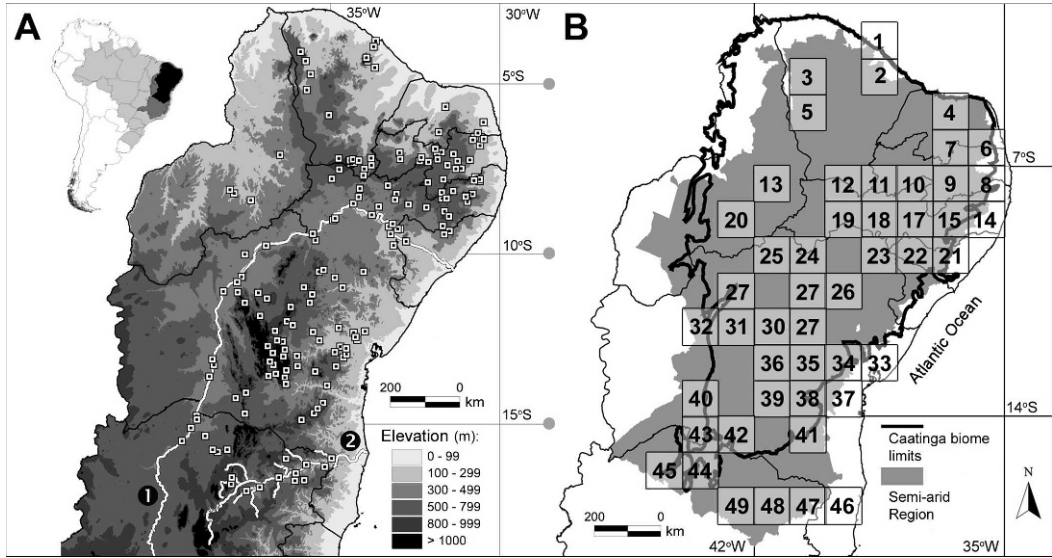 A
35°W
30°W
5°S
10°S
15°S
200 0
km
Elevation (m):
0 - 99
100 - 299
300 - 499
500 - 799
800 - 999
> 1000
1
2
B
1
3 2
5 4
7 6
7°S
13 12 11 10 9 8
20 19 18 17 15 14
25 24 23 22 21
27 27 26
32 31 30 27
Atlantic Ocean
36 35 34 33
40 39 38 37
14°S
43 42 41
45 44
49 48 47 46
Caatinga biome
limits
Semi-arid
Region
N
200 0
km
42°W
35°W